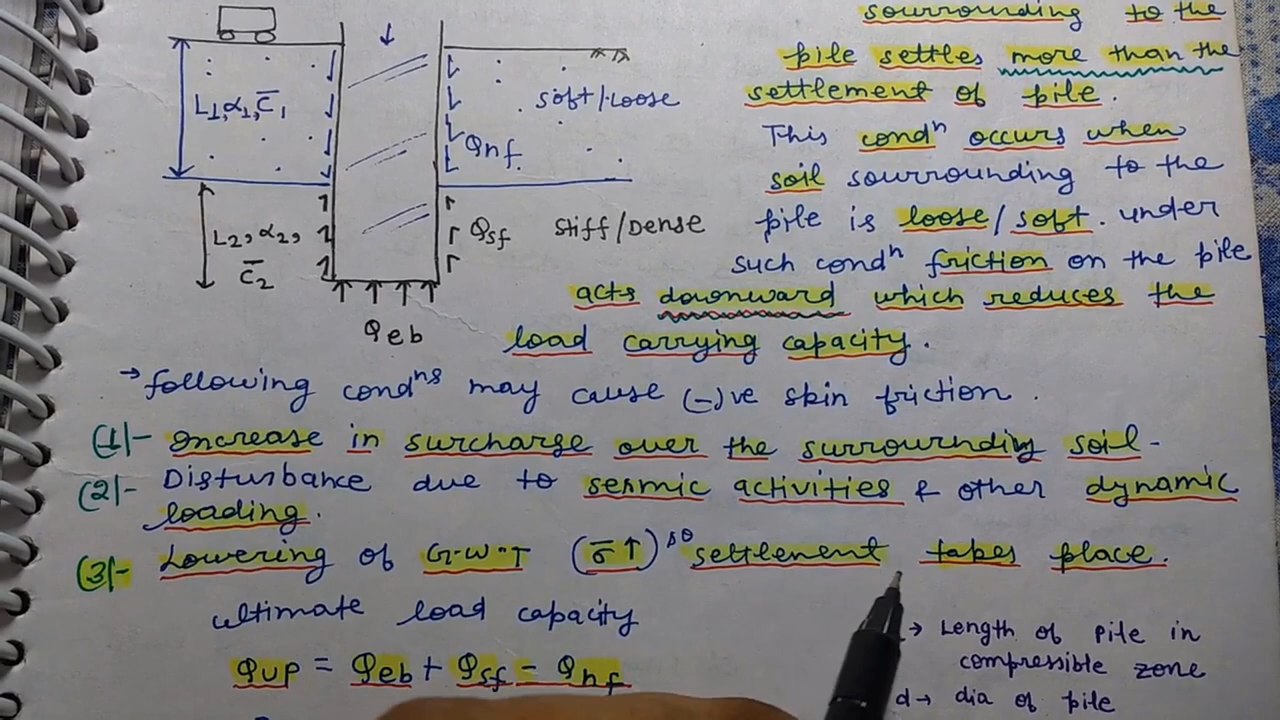 sourrounding to the
pile settles more than the
settlement of pile.
This condⁿ occurs when
soil sourrounding to the
pile is loose/soft. under
such condⁿ friction on the pile
acts downward which reduces the
load carrying capacity.
L1, α1, C̅1
soft/Loose
Qnf.
L2, α2,
C̅2
Qsf
Stiff/Dense
Qeb
→ following condⁿˢ may cause (-)ve skin friction.
(1)- Increase in surcharge over the surrounding soil-
(2)- Disturbance due to seismic activities & other dynamic
loading.
(3)- Lowering of G.W.T (σ̅↑) so settlement takes place.
ultimate load capacity
Qup = Qeb + Qsf - Qnf
→ Length of pile in
compressible zone
d → dia of pile